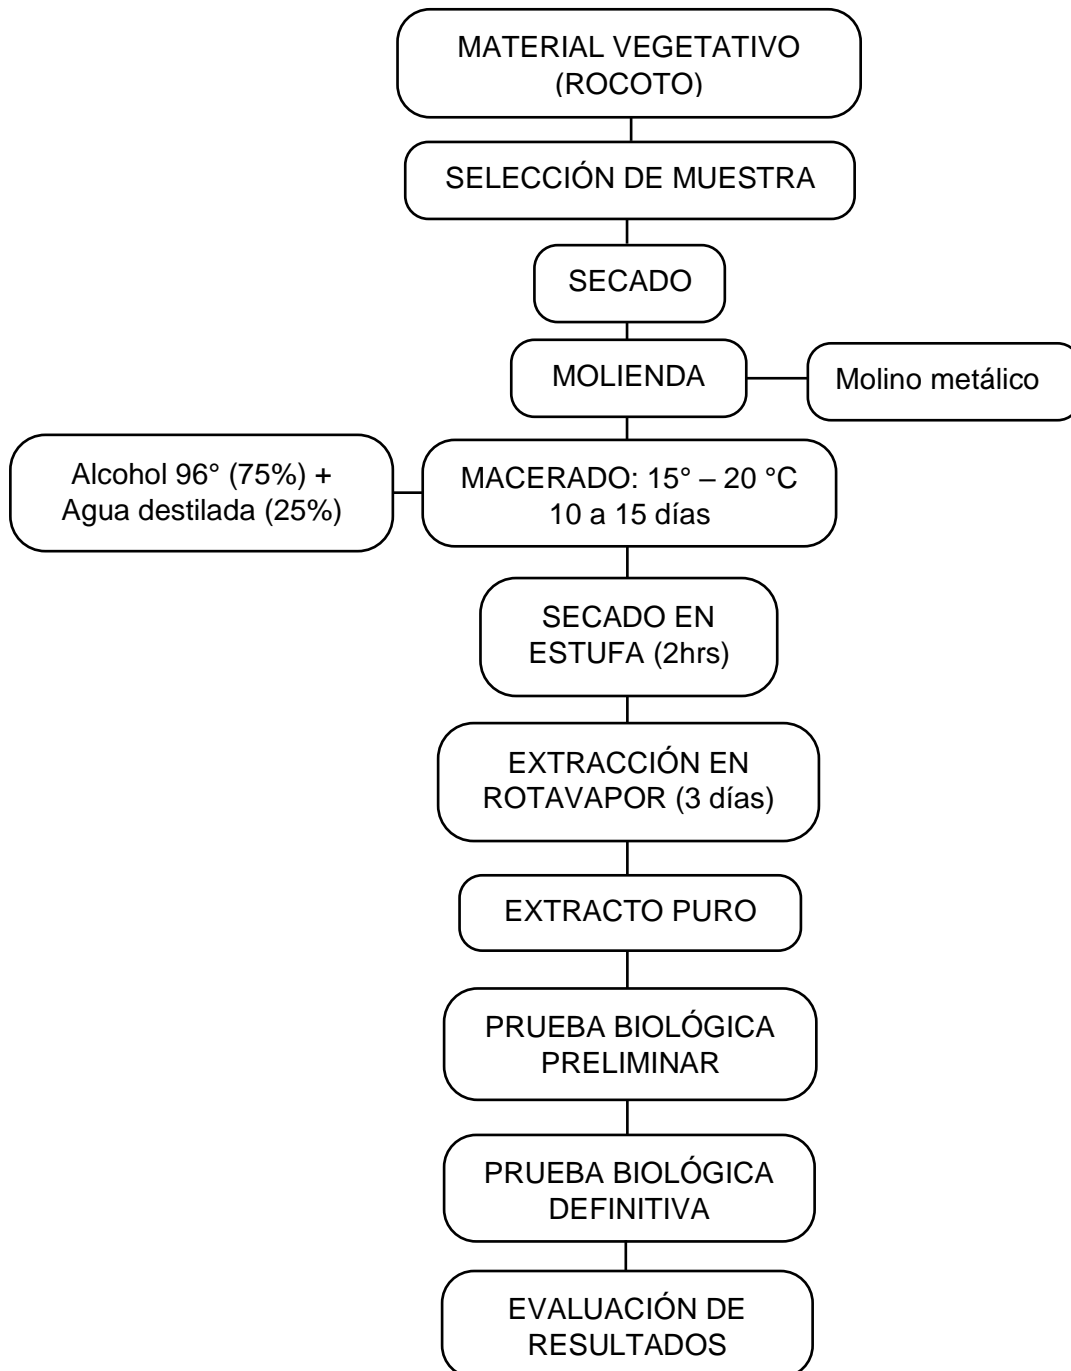 MATERIAL VEGETATIVO
(ROCOTO)
SELECCIÓN DE MUESTRA
SECADO
MOLIENDA
Molino metálico
Alcohol 96° (75%) +
Agua destilada (25%)
MACERADO: 15° – 20 °C
10 a 15 días
SECADO EN
ESTUFA (2hrs)
EXTRACCIÓN EN
ROTAVAPOR (3 días)
EXTRACTO PURO
PRUEBA BIOLÓGICA
PRELIMINAR
PRUEBA BIOLÓGICA
DEFINITIVA
EVALUACIÓN DE
RESULTADOS